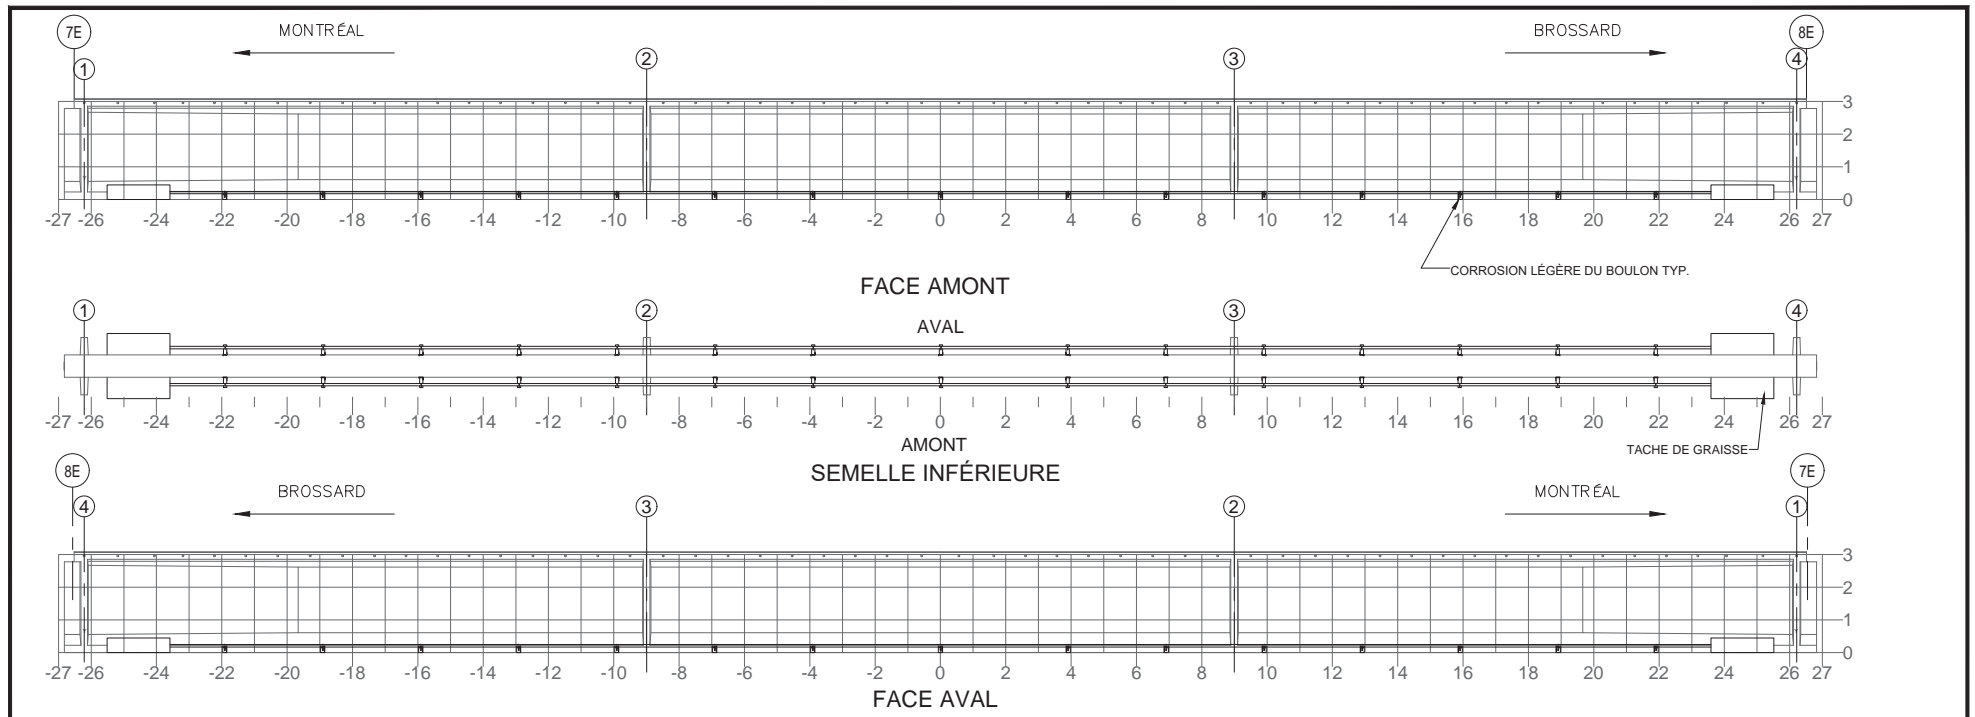 7E MONTRÉAL BROSSARD 8E
1 2 3 4
3
2
1
0
-27 -26 -24 -22 -20 -18 -16 -14 -12 -10 -8 -6 -4 -2 0 2 4 6 8 10 12 14 16 18 20 22 24 26 27
CORROSION LÉGÈRE DU BOULON TYP.
FACE AMONT
1 2 3 4
AVAL
-27 -26 -24 -22 -20 -18 -16 -14 -12 -10 -8 -6 -4 -2 0 2 4 6 8 10 12 14 16 18 20 22 24 26 27
AMONT
TACHE DE GRAISSE
SEMELLE INFÉRIEURE
8E BROSSARD MONTRÉAL 7E
4 3 2 1
3
2
1
0
-27 -26 -24 -22 -20 -18 -16 -14 -12 -10 -8 -6 -4 -2 0 2 4 6 8 10 12 14 16 18 20 22 24 26 27
FACE AVAL